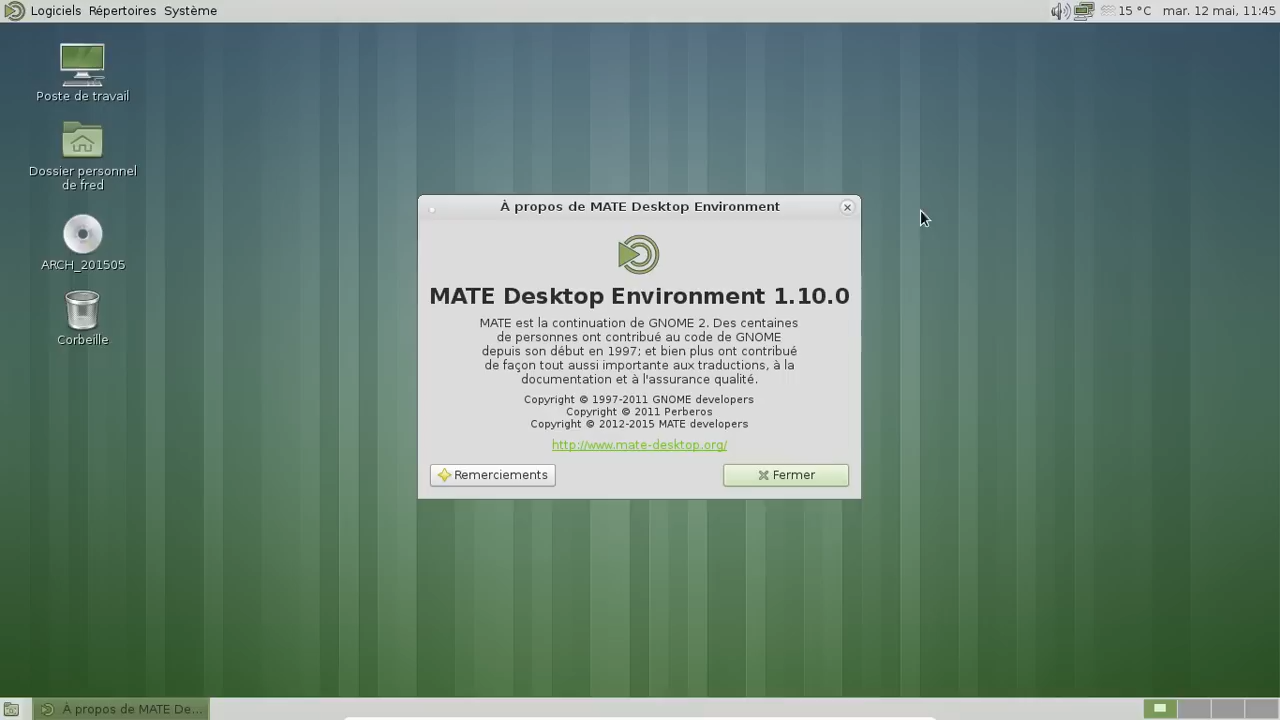 Logiciels Répertoires Système
15 °C mar. 12 mai, 11:45
Poste de travail
Dossier personnel
de fred
ARCH_201505
Corbeille
À propos de MATE Desktop Environment
MATE Desktop Environment 1.10.0
MATE est la continuation de GNOME 2. Des centaines
de personnes ont contribué au code de GNOME
depuis son début en 1997; et bien plus ont contribué
de façon tout aussi importante aux traductions, à la
documentation et à l'assurance qualité.
Copyright © 1997-2011 GNOME developers
Copyright © 2011 Perberos
Copyright © 2012-2015 MATE developers
http://www.mate-desktop.org/
Remerciements
Fermer
À propos de MATE De...